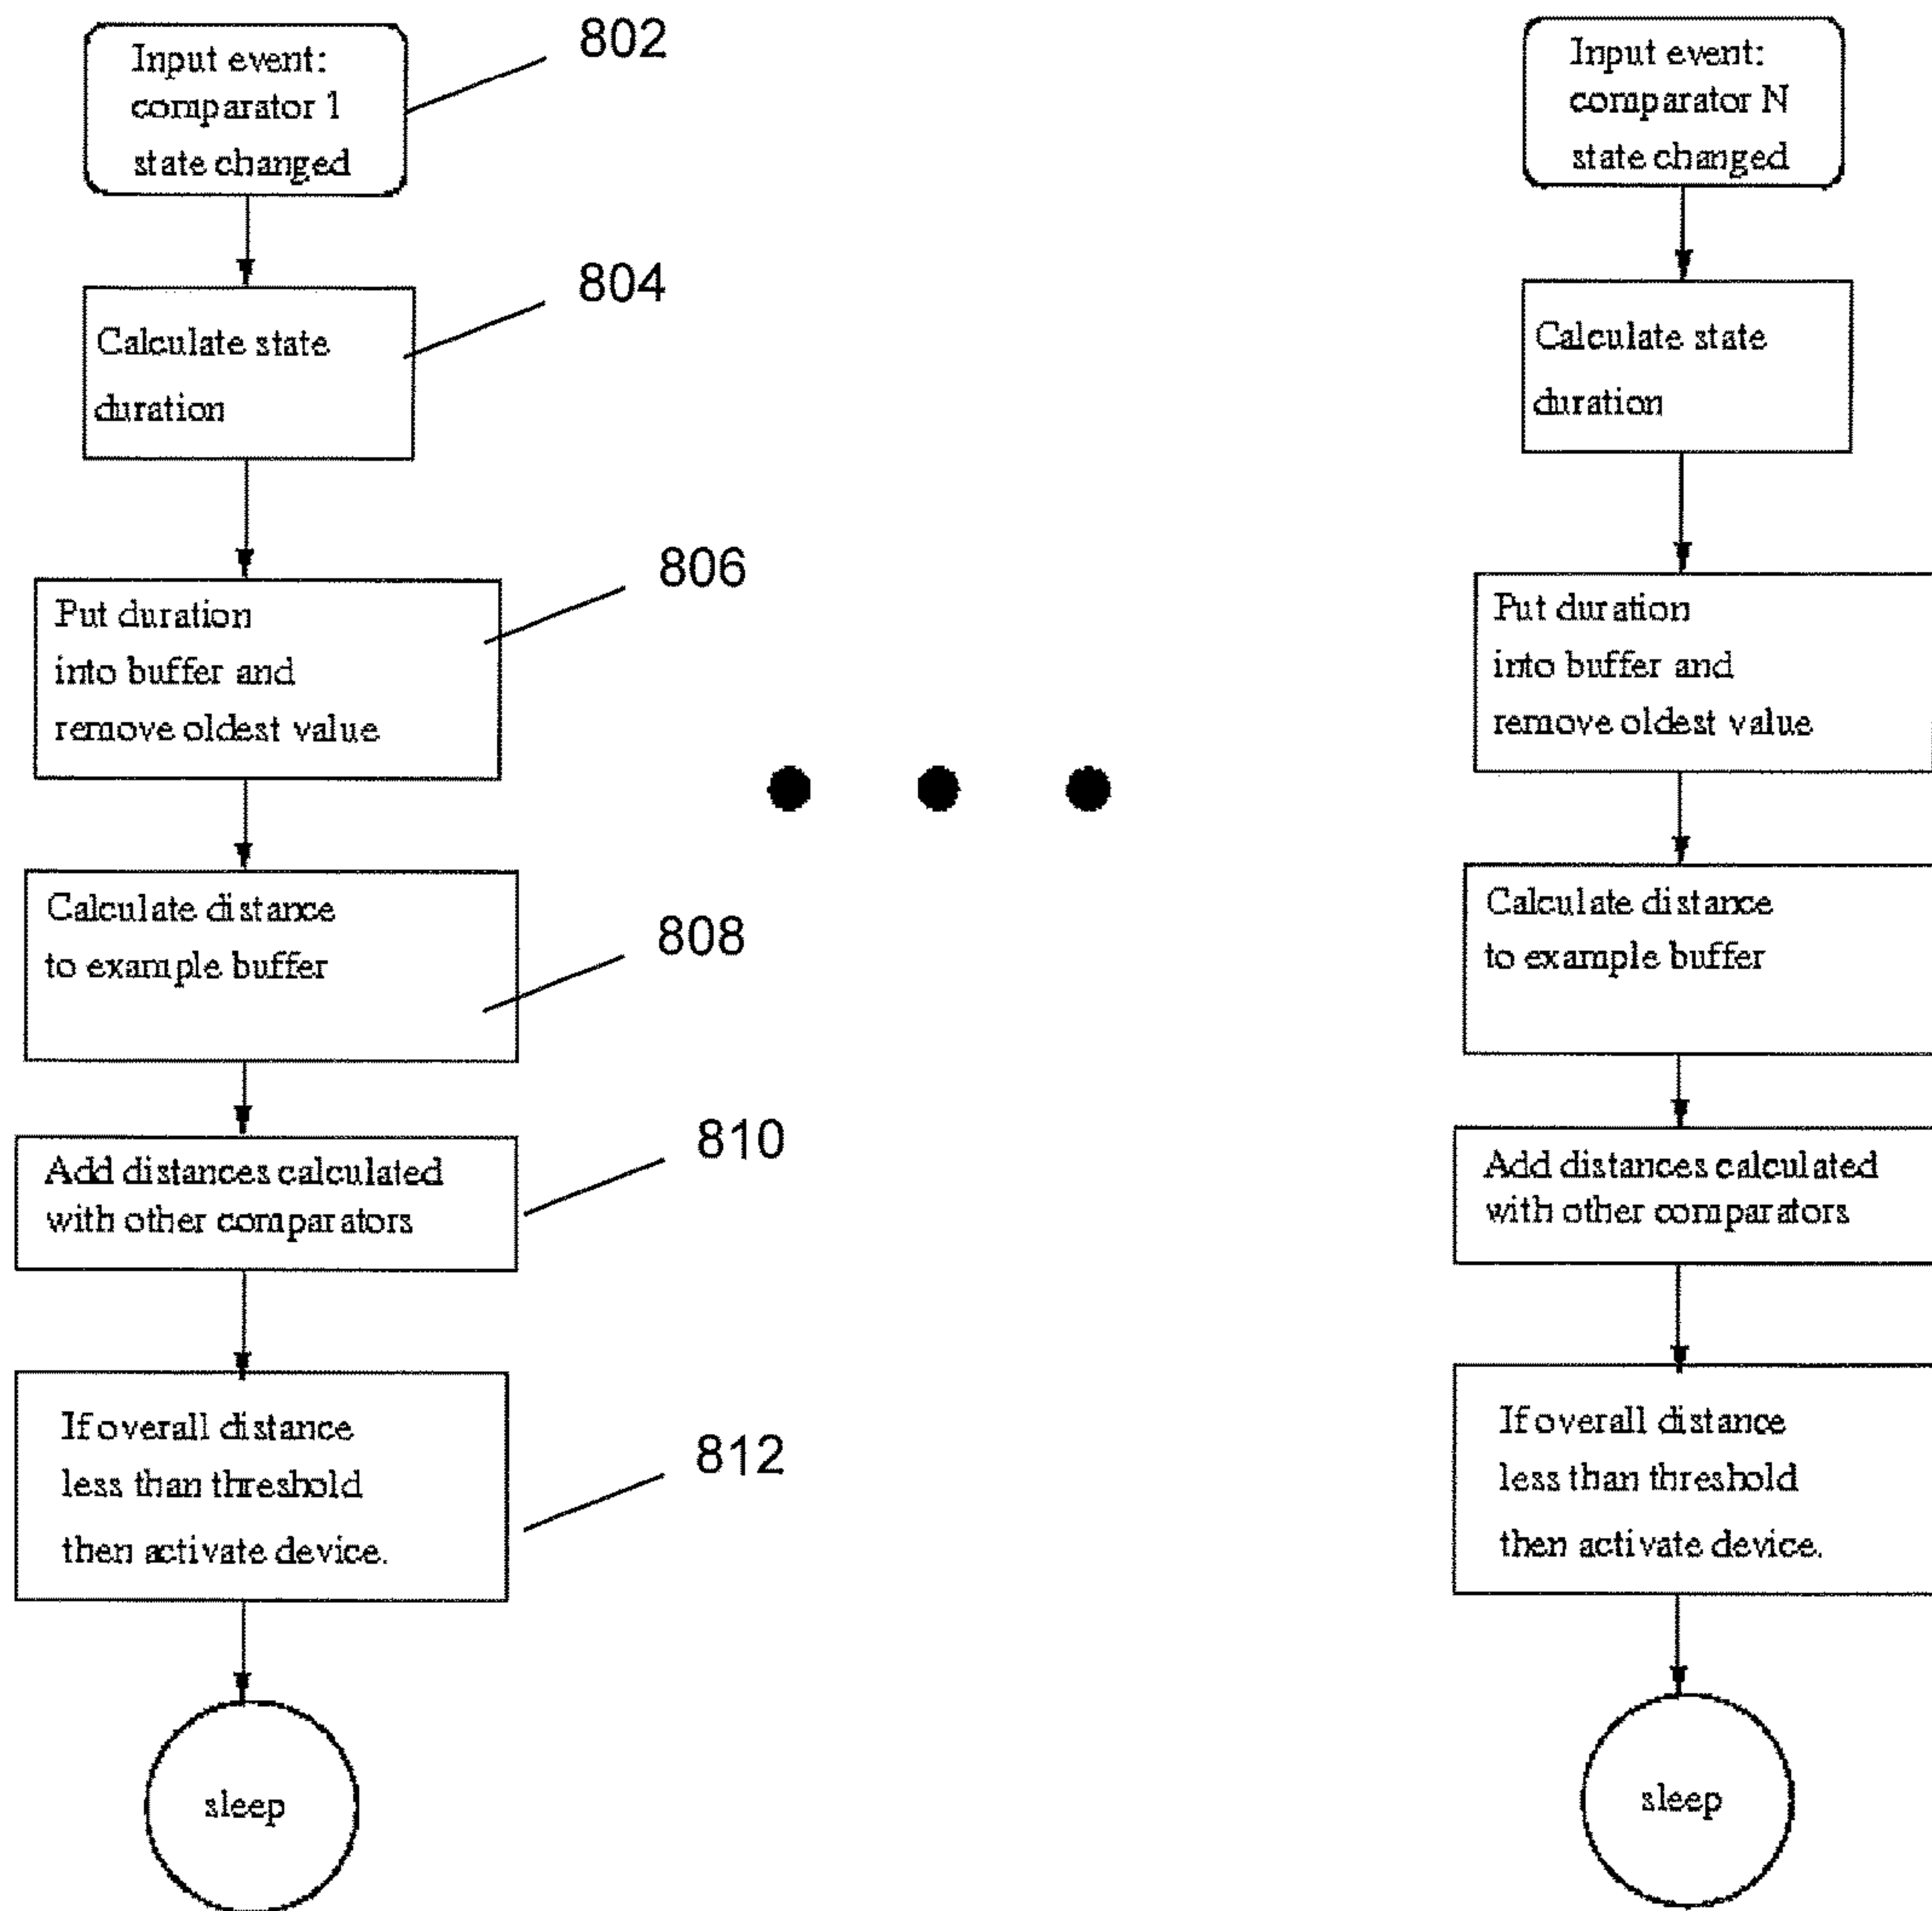 Input event:
comparator 1
state changed
802
Calculate state
duration
804
Put duration
into buffer and
remove oldest value
806
Calculate distance
to example buffer
808
Add distances calculated
with other comparators
810
If overall distance
less than threshold
then activate device.
812
sleep
Input event:
comparator N
state changed
Calculate state
duration
Put duration
into buffer and
remove oldest value
Calculate distance
to example buffer
Add distances calculated
with other comparators
If overall distance
less than threshold
then activate device.
sleep